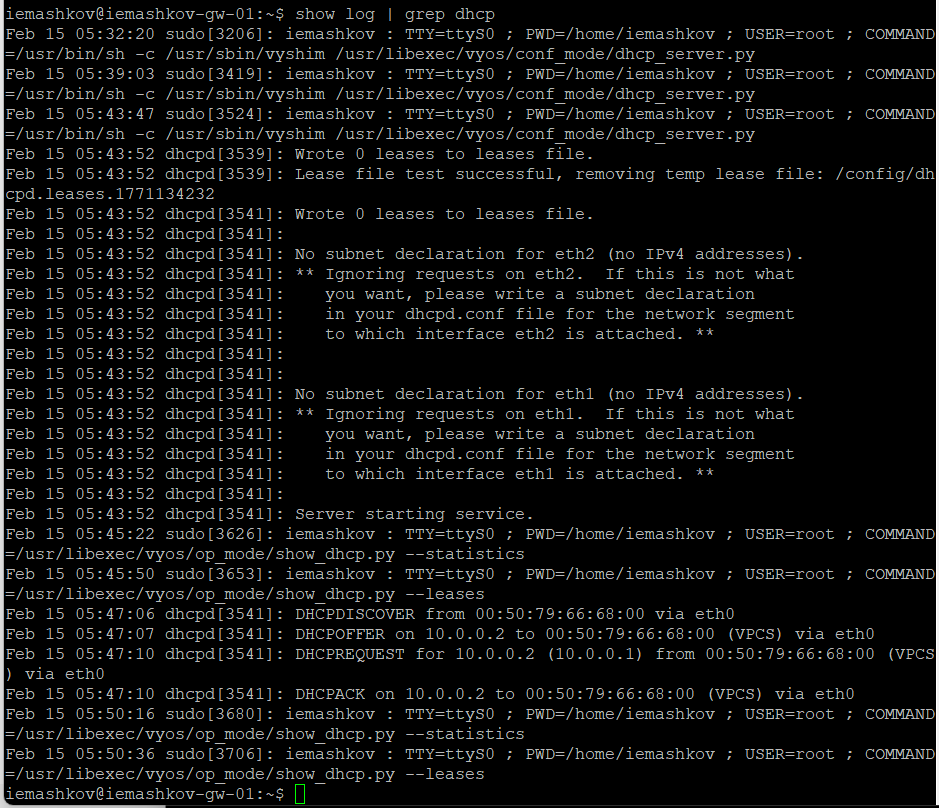 iemashkov@iemashkov-gw-01:~$ show log | grep dhcp
Feb 15 05:32:20 sudo[3206]: iemashkov : TTY=ttyS0 ; PWD=/home/iemashkov ; USER=root ; COMMAND
=/usr/bin/sh -c /usr/sbin/vyshim /usr/libexec/vyos/conf_mode/dhcp_server.py
Feb 15 05:39:03 sudo[3419]: iemashkov : TTY=ttyS0 ; PWD=/home/iemashkov ; USER=root ; COMMAND
=/usr/bin/sh -c /usr/sbin/vyshim /usr/libexec/vyos/conf_mode/dhcp_server.py
Feb 15 05:43:47 sudo[3524]: iemashkov : TTY=ttyS0 ; PWD=/home/iemashkov ; USER=root ; COMMAND
=/usr/bin/sh -c /usr/sbin/vyshim /usr/libexec/vyos/conf_mode/dhcp_server.py
Feb 15 05:43:52 dhcpd[3539]: Wrote 0 leases to leases file.
Feb 15 05:43:52 dhcpd[3539]: Lease file test successful, removing temp lease file: /config/dh
cpd.leases.1771134232
Feb 15 05:43:52 dhcpd[3541]: Wrote 0 leases to leases file.
Feb 15 05:43:52 dhcpd[3541]:
Feb 15 05:43:52 dhcpd[3541]: No subnet declaration for eth2 (no IPv4 addresses).
Feb 15 05:43:52 dhcpd[3541]: ** Ignoring requests on eth2.  If this is not what
Feb 15 05:43:52 dhcpd[3541]:    you want, please write a subnet declaration
Feb 15 05:43:52 dhcpd[3541]:    in your dhcpd.conf file for the network segment
Feb 15 05:43:52 dhcpd[3541]:    to which interface eth2 is attached. **
Feb 15 05:43:52 dhcpd[3541]:
Feb 15 05:43:52 dhcpd[3541]:
Feb 15 05:43:52 dhcpd[3541]: No subnet declaration for eth1 (no IPv4 addresses).
Feb 15 05:43:52 dhcpd[3541]: ** Ignoring requests on eth1.  If this is not what
Feb 15 05:43:52 dhcpd[3541]:    you want, please write a subnet declaration
Feb 15 05:43:52 dhcpd[3541]:    in your dhcpd.conf file for the network segment
Feb 15 05:43:52 dhcpd[3541]:    to which interface eth1 is attached. **
Feb 15 05:43:52 dhcpd[3541]:
Feb 15 05:43:52 dhcpd[3541]: Server starting service.
Feb 15 05:45:22 sudo[3626]: iemashkov : TTY=ttyS0 ; PWD=/home/iemashkov ; USER=root ; COMMAND
=/usr/libexec/vyos/op_mode/show_dhcp.py --statistics
Feb 15 05:45:50 sudo[3653]: iemashkov : TTY=ttyS0 ; PWD=/home/iemashkov ; USER=root ; COMMAND
=/usr/libexec/vyos/op_mode/show_dhcp.py --leases
Feb 15 05:47:06 dhcpd[3541]: DHCPDISCOVER from 00:50:79:66:68:00 via eth0
Feb 15 05:47:07 dhcpd[3541]: DHCPOFFER on 10.0.0.2 to 00:50:79:66:68:00 (VPCS) via eth0
Feb 15 05:47:10 dhcpd[3541]: DHCPREQUEST for 10.0.0.2 (10.0.0.1) from 00:50:79:66:68:00 (VPCS
) via eth0
Feb 15 05:47:10 dhcpd[3541]: DHCPACK on 10.0.0.2 to 00:50:79:66:68:00 (VPCS) via eth0
Feb 15 05:50:16 sudo[3680]: iemashkov : TTY=ttyS0 ; PWD=/home/iemashkov ; USER=root ; COMMAND
=/usr/libexec/vyos/op_mode/show_dhcp.py --statistics
Feb 15 05:50:36 sudo[3706]: iemashkov : TTY=ttyS0 ; PWD=/home/iemashkov ; USER=root ; COMMAND
=/usr/libexec/vyos/op_mode/show_dhcp.py --leases
iemashkov@iemashkov-gw-01:~$